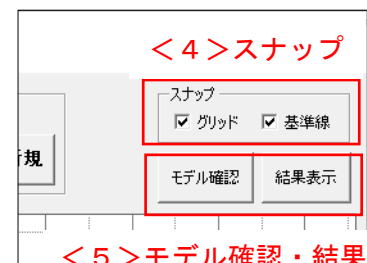 <4>スナップ
スナップ
グリッド 基準線
新規
モデル確認 結果表示
<5>モデル確認・結果